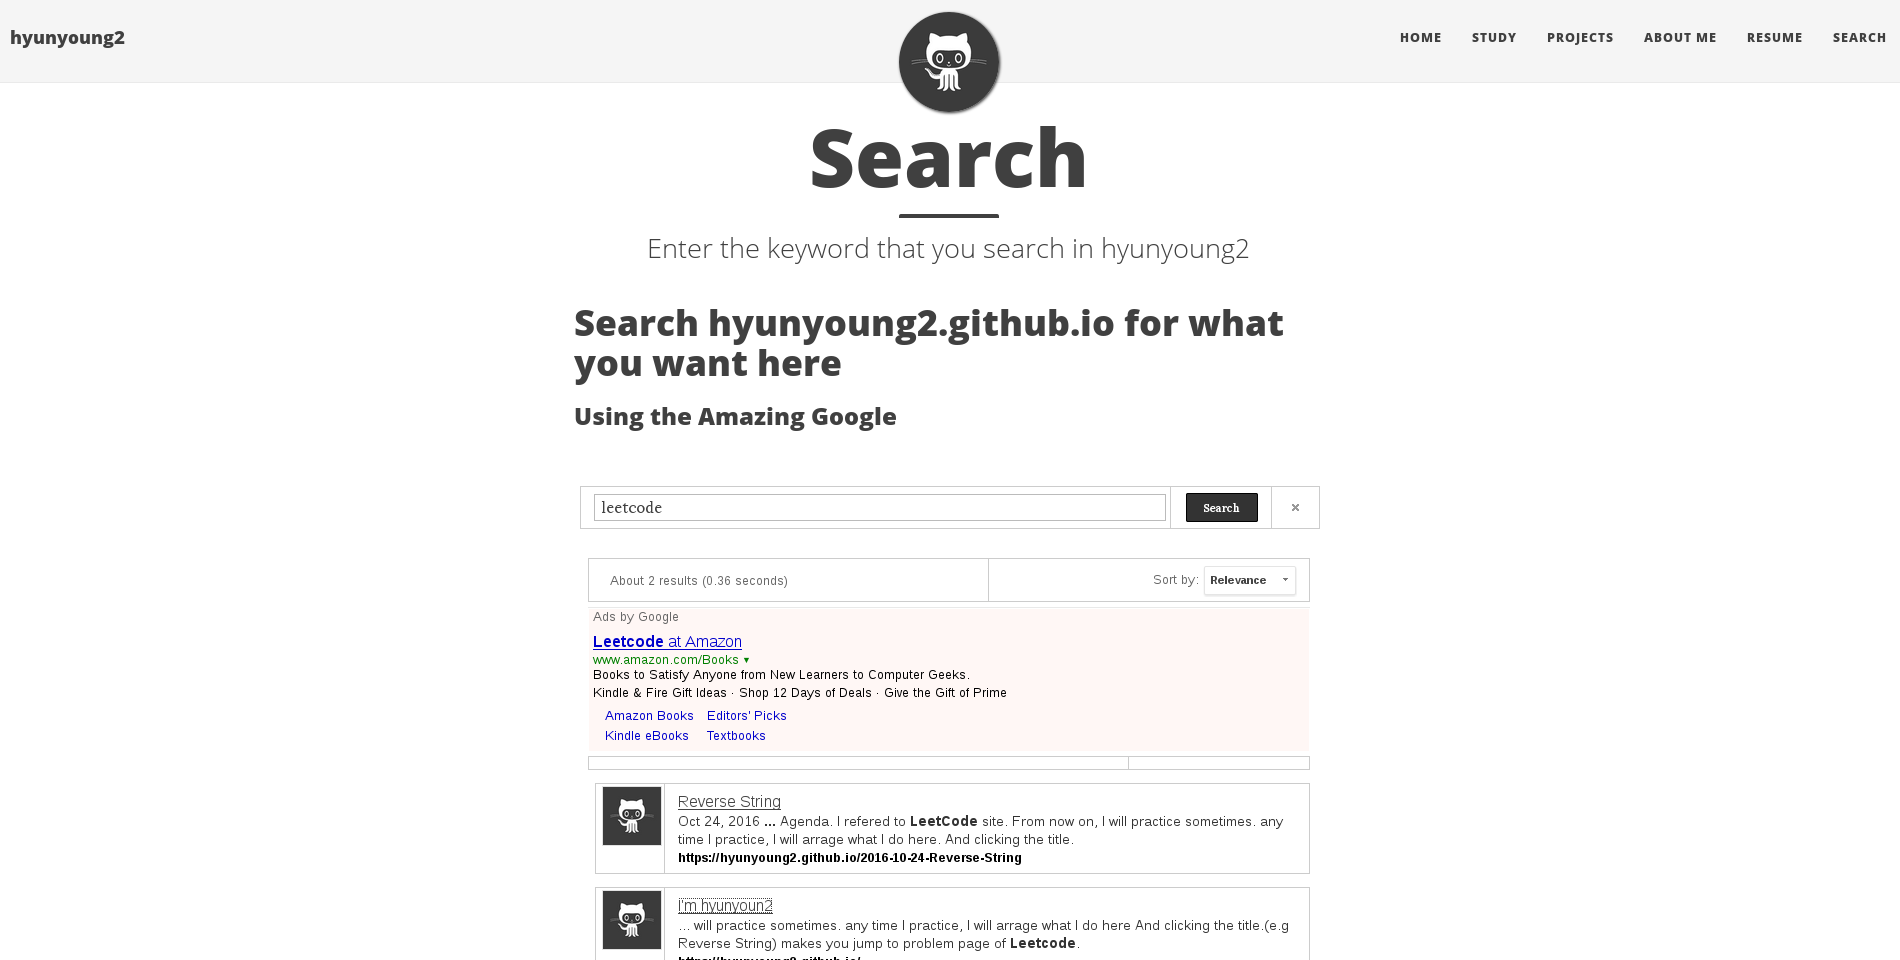 hyunyoung2
HOME STUDY PROJECTS ABOUT ME RESUME SEARCH
Search
Enter the keyword that you search in hyunyoung2
Search hyunyoung2.github.io for what
you want here
Using the Amazing Google
leetcode
Search
×
About 2 results (0.36 seconds)
Sort by: Relevance
Ads by Google
Leetcode at Amazon
www.amazon.com/Books ▼
Books to Satisfy Anyone from New Learners to Computer Geeks.
Kindle & Fire Gift Ideas · Shop 12 Days of Deals · Give the Gift of Prime
Amazon Books Editors' Picks
Kindle eBooks Textbooks
Reverse String
Oct 24, 2016 ... Agenda. I refered to LeetCode site. From now on, I will practice sometimes. any
time I practice, I will arrage what I do here. And clicking the title.
https://hyunyoung2.github.io/2016-10-24-Reverse-String
I'm hyunyoun2
... will practice sometimes. any time I practice, I will arrage what I do here And clicking the title.(e.g
Reverse String) makes you jump to problem page of Leetcode.
https://hyunyoung2.github.io/